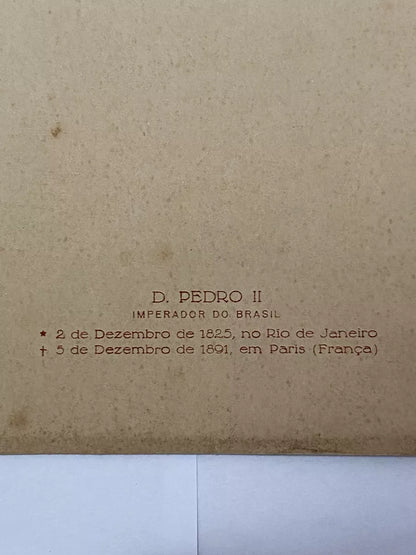 D. PEDRO II
IMPERADOR DO BRASIL
* 2 de Dezembro de 1825, no Rio de Janeiro
† 5 de Dezembro de 1891, em Paris (França)